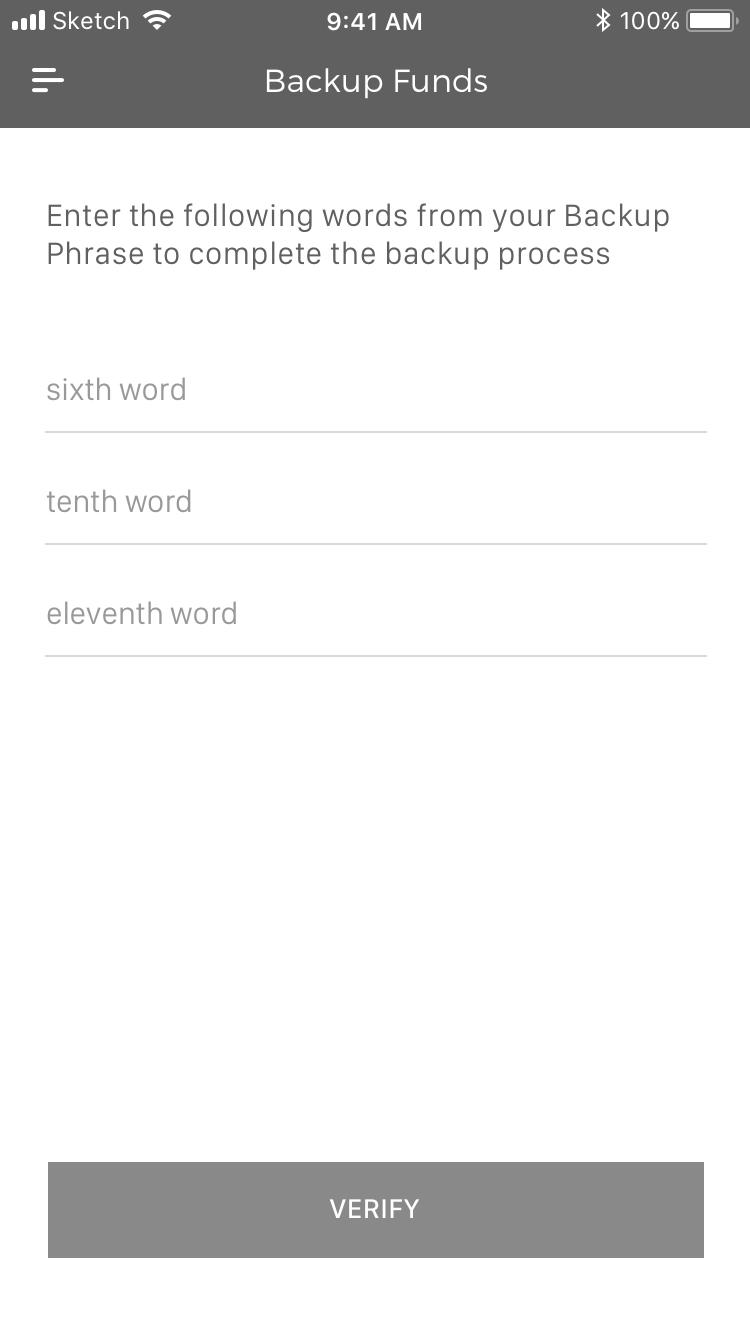 Sketch 9:41 AM 100%
Backup Funds
Enter the following words from your Backup
Phrase to complete the backup process
sixth word
tenth word
eleventh word
VERIFY